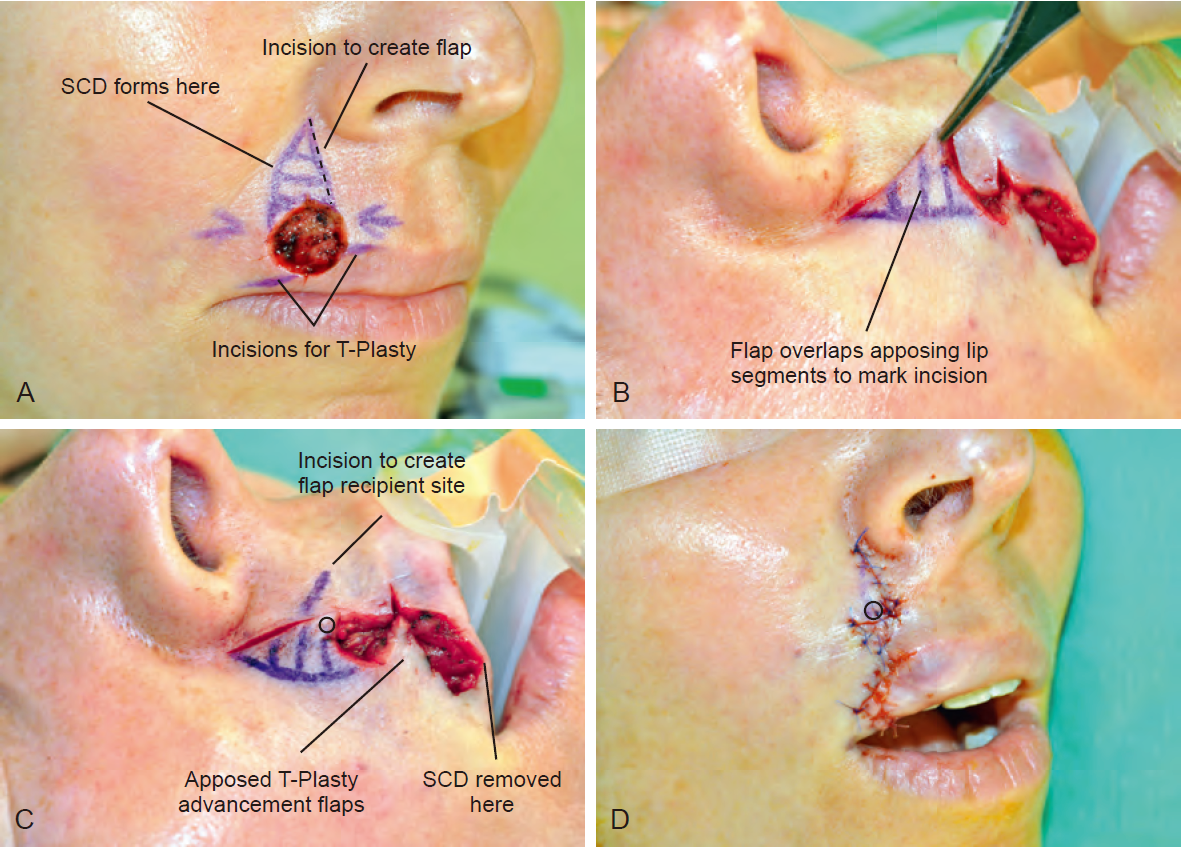 Incision to create flap
SCD forms here
Incisions for T-Plasty
A
Flap overlaps apposing lip
segments to mark incision
B
Incision to create
flap recipient site
Apposed T-Plasty
advancement flaps
SCD removed
here
C
D